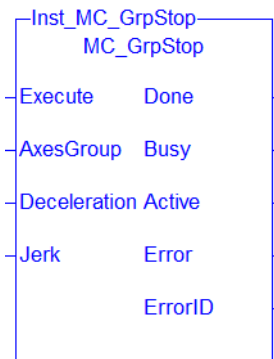 Inst_MC_GrpStop
MC_GrpStop
Execute Done
AxesGroup Busy
Deceleration Active
Jerk Error
ErrorID